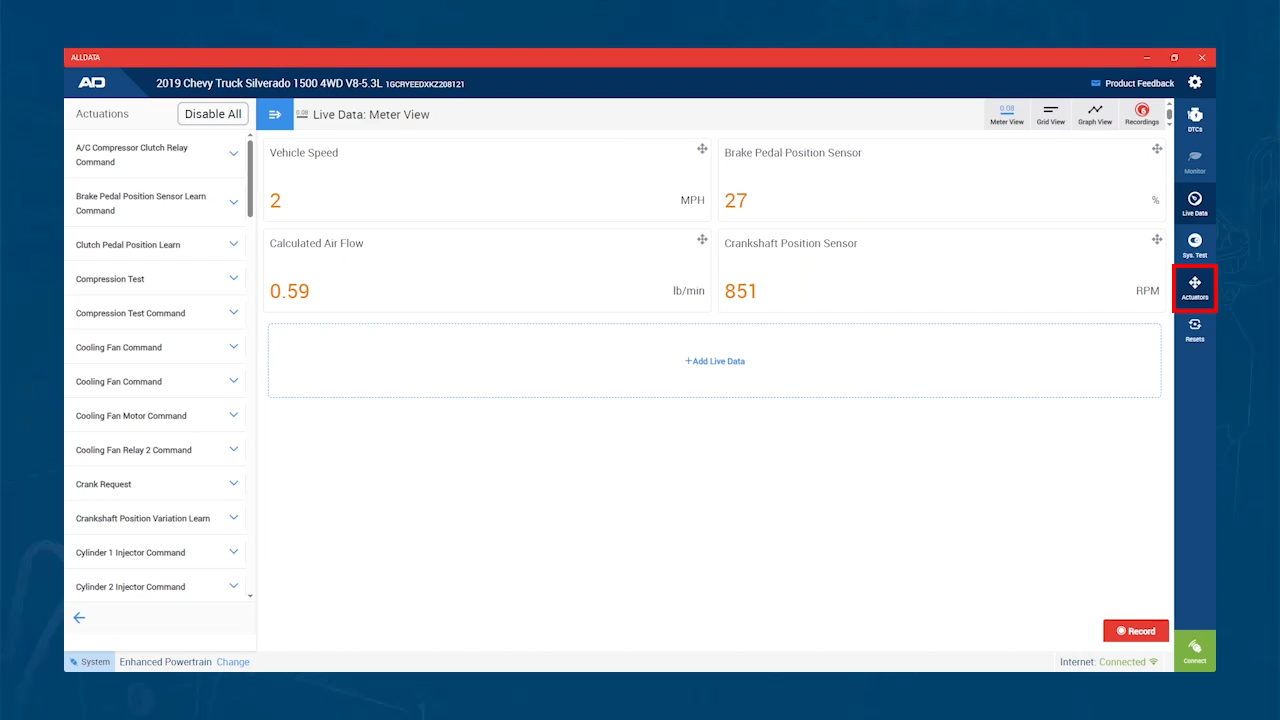 ALLDATA
AD
2019 Chevy Truck Silverado 1500 4WD V8-5.3L 1GCRYEEDXKZ208121
Product Feedback
Actuations
Disable All
0.08
Live Data: Meter View
0.08
Meter View
Grid View
Graph View
Recordings
A/C Compressor Clutch Relay
Command
Brake Pedal Position Sensor Learn
Command
Clutch Pedal Position Learn
Compression Test
Compression Test Command
Cooling Fan Command
Cooling Fan Command
Cooling Fan Motor Command
Cooling Fan Relay 2 Command
Crank Request
Crankshaft Position Variation Learn
Cylinder 1 Injector Command
Cylinder 2 Injector Command
Vehicle Speed
2
MPH
Brake Pedal Position Sensor
27
%
Calculated Air Flow
0.59
lb/min
Crankshaft Position Sensor
851
RPM
+Add Live Data
Record
DTCs
Monitor
Live Data
Sys. Test
Actuators
Resets
Connect
System
Enhanced Powertrain Change
Internet: Connected